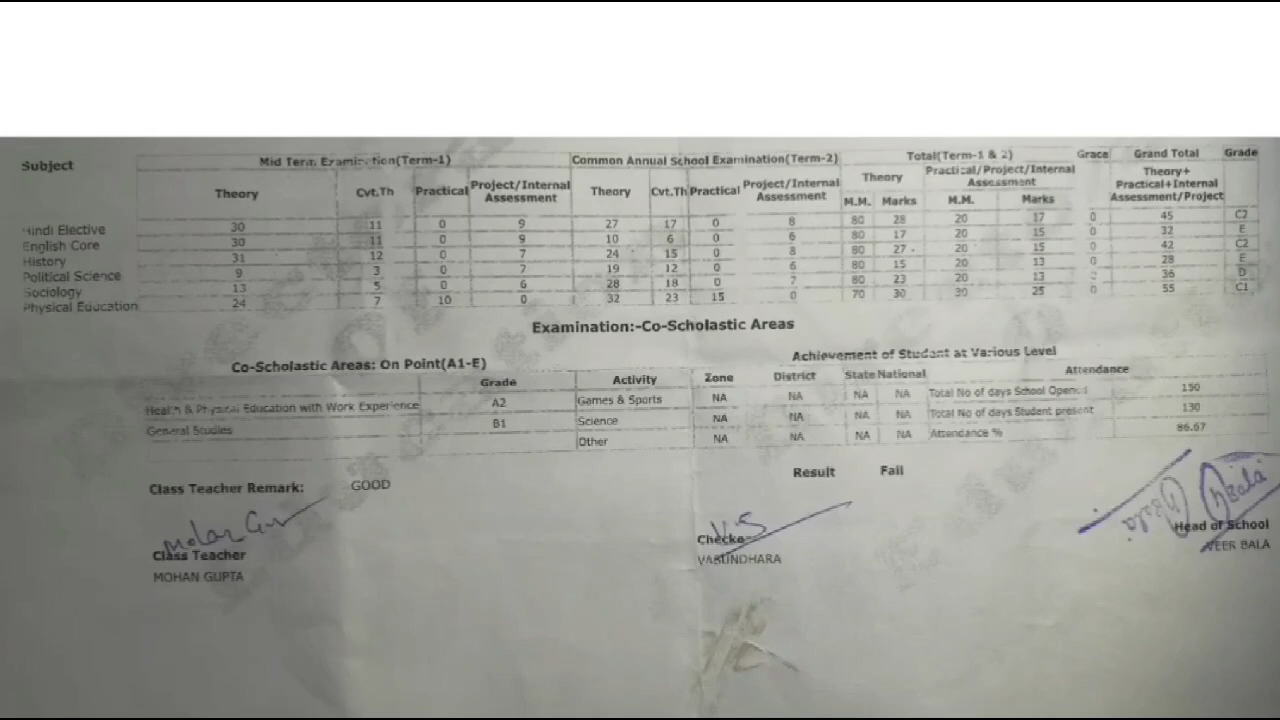 Subject Mid Term Examination(Term-1) Common Annual School Examination(Term-2) Total(Term-1 & 2) Grace Grand Total Grade
Theory Cvt.Th Practical Project/Internal Assessment Theory Cvt.Th Practical Project/Internal Assessment Theory Practical/Project/Internal Assessment Theory+ Practical+Internal Assessment/Project
M.M. Marks M.M. Marks
Hindi Elective 30 11 0 9 27 17 0 8 80 28 20 17 0 45 C2
English Core 30 11 0 9 10 6 0 6 80 17 20 15 0 32 E
History 31 12 0 7 24 15 0 8 80 27 20 15 0 42 C2
Political Science 9 3 0 7 19 12 0 6 80 15 20 13 0 28 E
Sociology 13 5 0 6 28 18 0 7 80 23 20 13 36 D
Physical Education 24 7 10 0 32 23 15 0 70 30 30 25 0 55 C1
Examination:-Co-Scholastic Areas
Co-Scholastic Areas: On Point(A1-E) Achievement of Student at Various Level
Grade Activity Zone District State National Attendance
Health & Physical Education with Work Experience A2 Games & Sports NA NA NA NA Total No of days School Opened 150
General Studies B1 Science NA NA NA NA Total No of days Student present 130
Other NA NA NA NA Attendance % 86.67
Result Fail
Class Teacher Remark: GOOD
Class Teacher Checker Head of School
MOHAN GUPTA VASUNDHARA VEER BALA